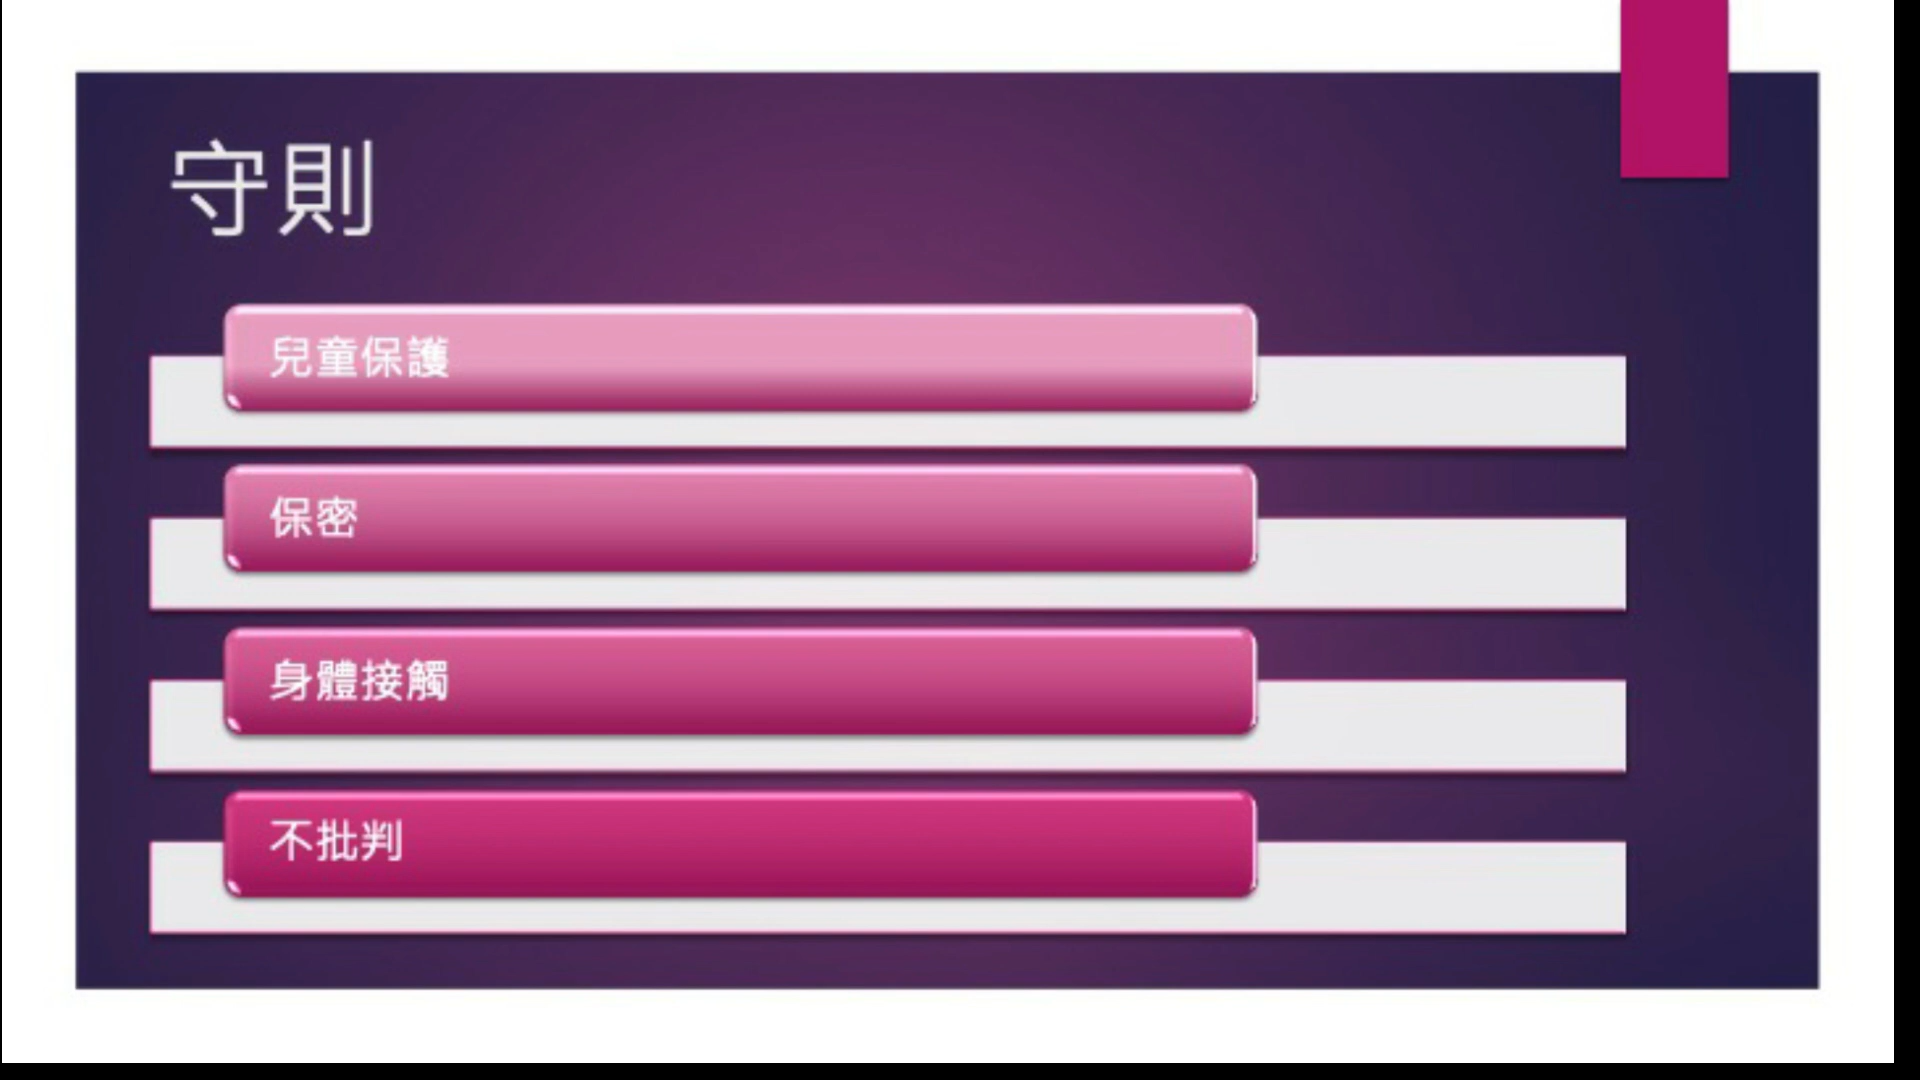 守則
兒童保護
保密
身體接觸
不批判